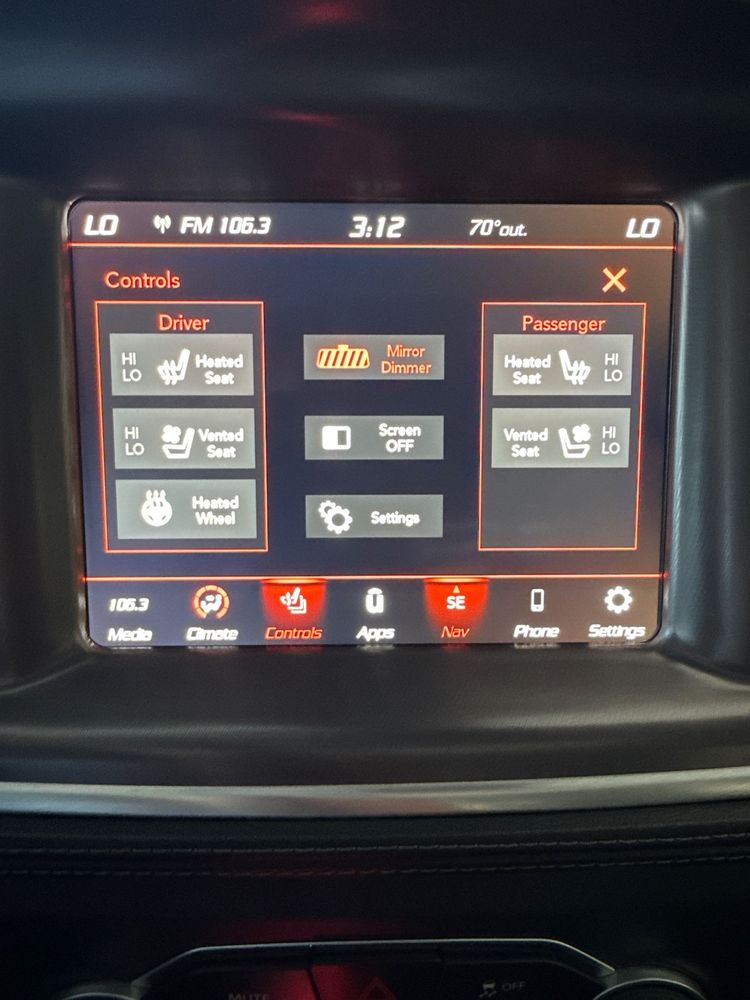 LO FM 106.3 3:12 70°out. LO
Controls
Driver
HI
LO
Heated
Seat
HI
LO
Vented
Seat
Heated
Wheel
Mirror
Dimmer
Screen
OFF
Settings
Passenger
Heated
Seat
HI
LO
Vented
Seat
HI
LO
106.3
Media
Climate
Controls
Apps
SE
Nav
Phone
Settings
MUTE
OFF